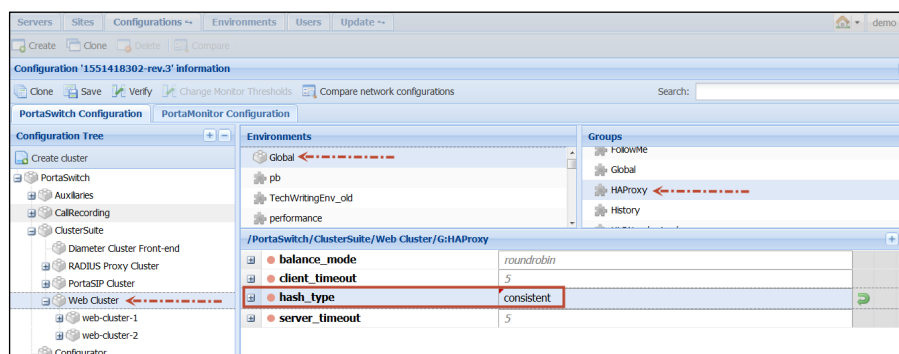 Servers Sites Configurations Environments Users Update demo
Create Clone Delete Compare
Configuration '1551418302-rev.3' information
Clone Save Verify Change Monitor Thresholds Compare network configurations Search:
PortaSwitch Configuration PortaMonitor Configuration
Configuration Tree
Create cluster
PortaSwitch
Auxiliaries
CallRecording
ClusterSuite
Diameter Cluster Front-end
RADIUS Proxy Cluster
PortaSIP Cluster
Web Cluster
web-cluster-1
web-cluster-2
Configurator
Environments
Global
pb
TechWritingEnv_old
performance
Groups
FollowMe
Global
HAProxy
History
/PortaSwitch/ClusterSuite/Web Cluster/G:HAProxy
balance_mode roundrobin
client_timeout 5
hash_type consistent
server_timeout 5